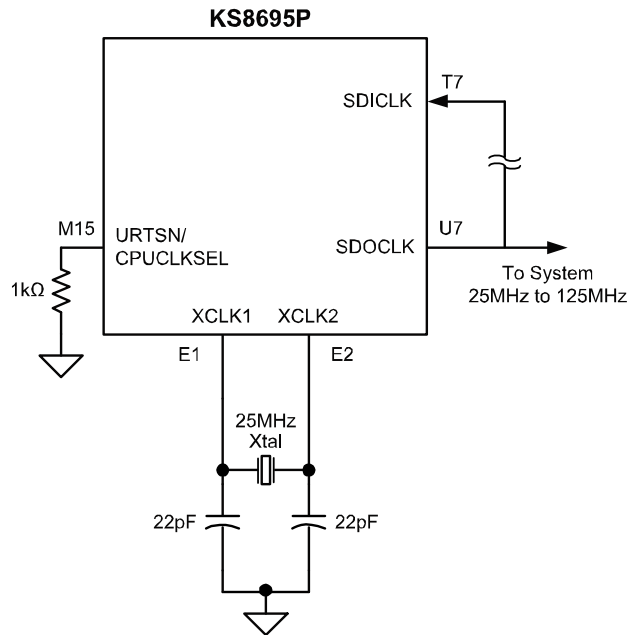 KS8695P
T7
SDICLK
M15
URTSN/
CPUCLKSEL
U7
SDOCLK
To System
25MHz to 125MHz
1kΩ
XCLK1
XCLK2
E1
E2
25MHz
Xtal
22pF
22pF